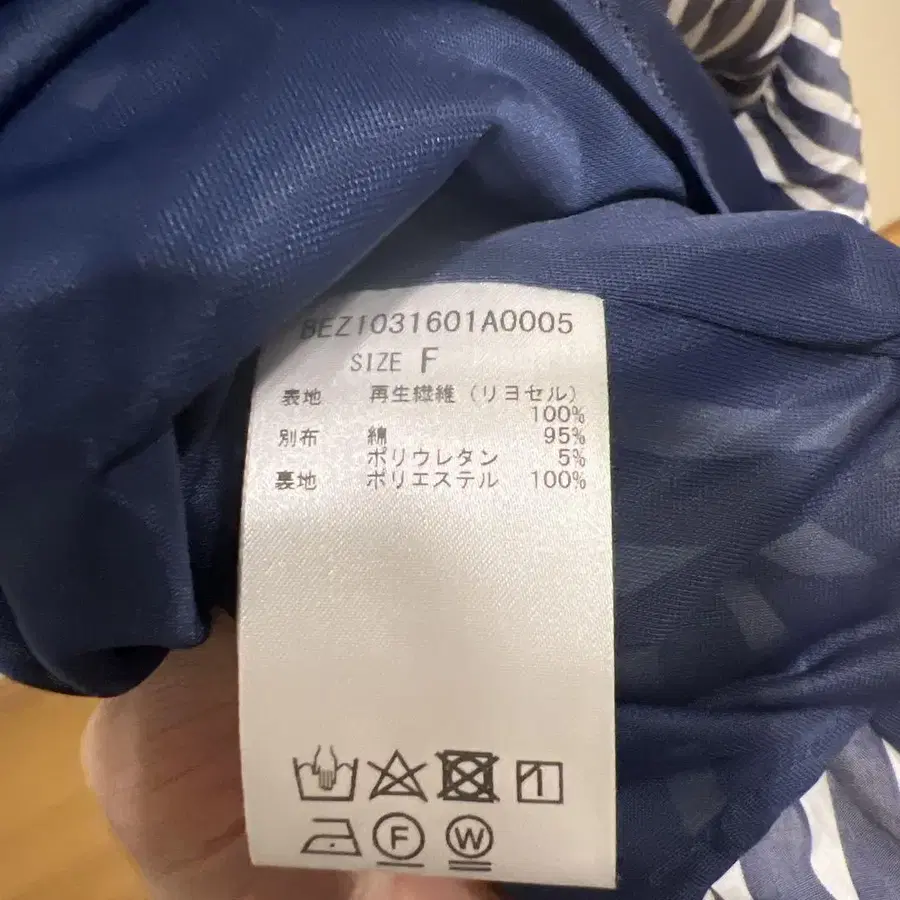 BEZ1031601A0005
SIZE F
表地 再生繊維(リヨセル)
100%
別布 綿 95%
ポリウレタン 5%
裏地 ポリエステル 100%
F W